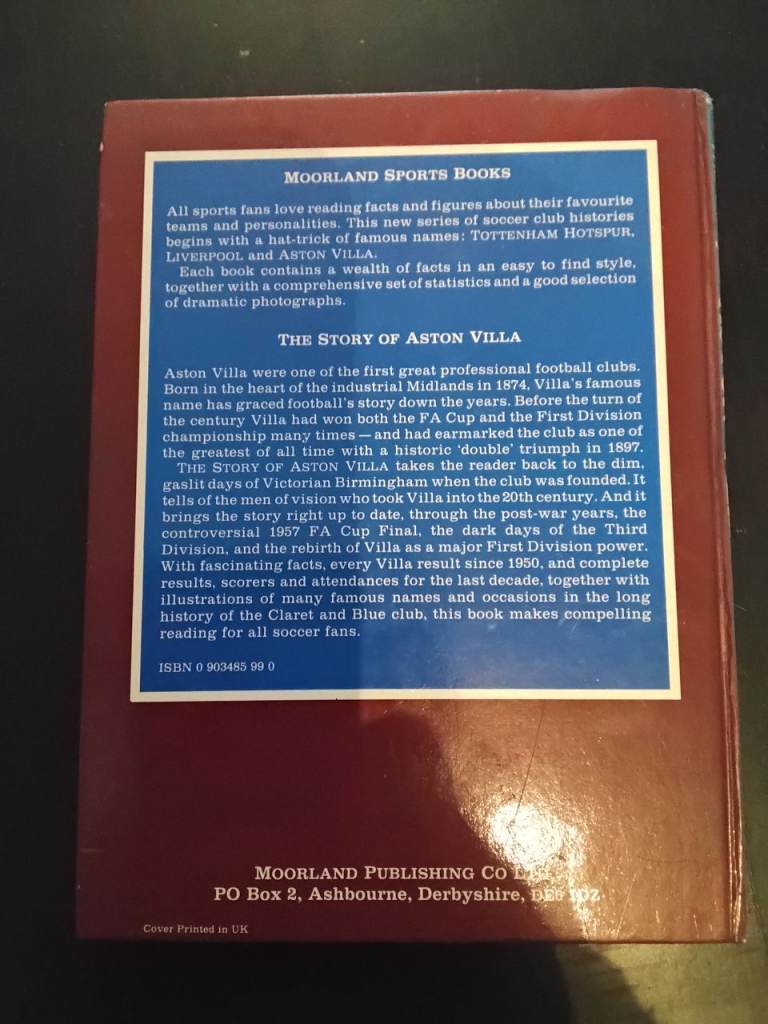 MOORLAND SPORTS BOOKS
All sports fans love reading facts and figures about their favourite
teams and personalities. This new series of soccer club histories
begins with a hat-trick of famous names: TOTTENHAM HOTSPUR,
LIVERPOOL and ASTON VILLA.
Each book contains a wealth of facts in an easy to find style,
together with a comprehensive set of statistics and a good selection
of dramatic photographs.
THE STORY OF ASTON VILLA
Aston Villa were one of the first great professional football clubs.
Born in the heart of the industrial Midlands in 1874, Villa's famous
name has graced football's story down the years. Before the turn of
the century Villa had won both the FA Cup and the First Division
championship many times — and had earmarked the club as one of
the greatest of all time with a historic 'double' triumph in 1897.
THE STORY OF ASTON VILLA takes the reader back to the dim,
gaslit days of Victorian Birmingham when the club was founded. It
tells of the men of vision who took Villa into the 20th century. And it
brings the story right up to date, through the post-war years, the
controversial 1957 FA Cup Final, the dark days of the Third
Division, and the rebirth of Villa as a major First Division power.
With fascinating facts, every Villa result since 1950, and complete
results, scorers and attendances for the last decade, together with
illustrations of many famous names and occasions in the long
history of the Claret and Blue club, this book makes compelling
reading for all soccer fans.
ISBN 0 903485 99 0
MOORLAND PUBLISHING CO
PO Box 2, Ashbourne, Derbyshire,
Cover Printed in UK